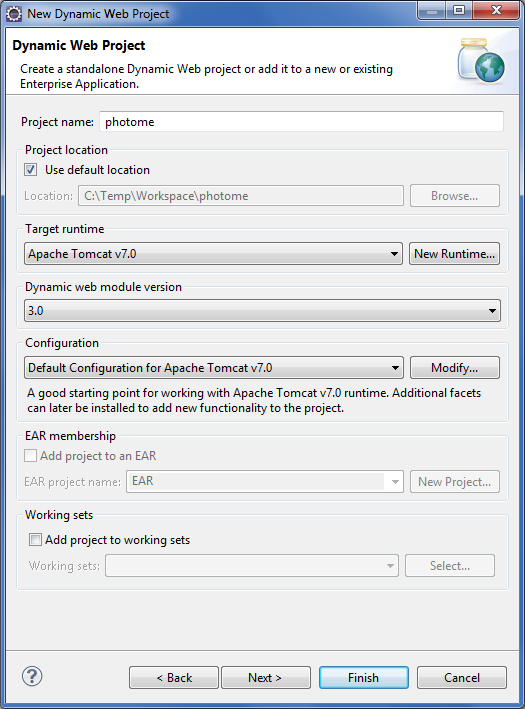 New Dynamic Web Project
Dynamic Web Project
Create a standalone Dynamic Web project or add it to a new or existing
Enterprise Application.
Project name: photome
Project location
Use default location
Location: C:\Temp\Workspace\photome Browse...
Target runtime
Apache Tomcat v7.0 New Runtime...
Dynamic web module version
3.0
Configuration
Default Configuration for Apache Tomcat v7.0 Modify...
A good starting point for working with Apache Tomcat v7.0 runtime. Additional facets
can later be installed to add new functionality to the project.
EAR membership
Add project to an EAR
EAR project name: EAR New Project...
Working sets
Add project to working sets
Working sets: Select...
? < Back Next > Finish Cancel